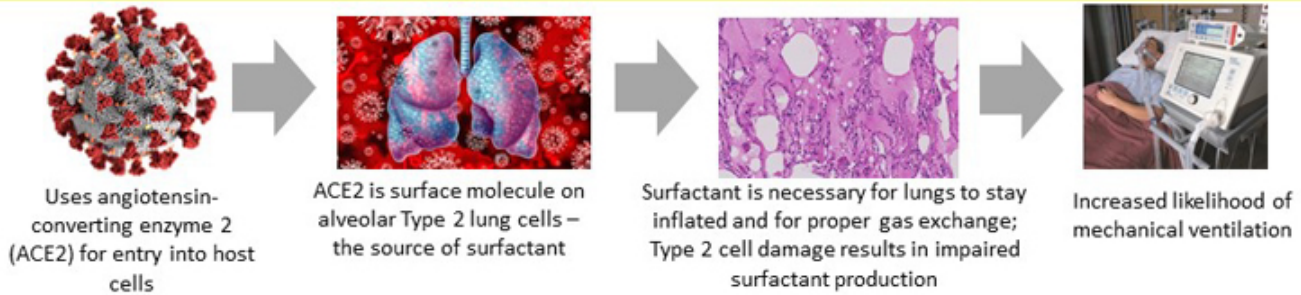 Uses angiotensin-
converting enzyme 2
(ACE2) for entry into host
cells
ACE2 is surface molecule on
alveolar Type 2 lung cells –
the source of surfactant
Surfactant is necessary for lungs to stay
inflated and for proper gas exchange;
Type 2 cell damage results in impaired
surfactant production
Increased likelihood of
mechanical ventilation